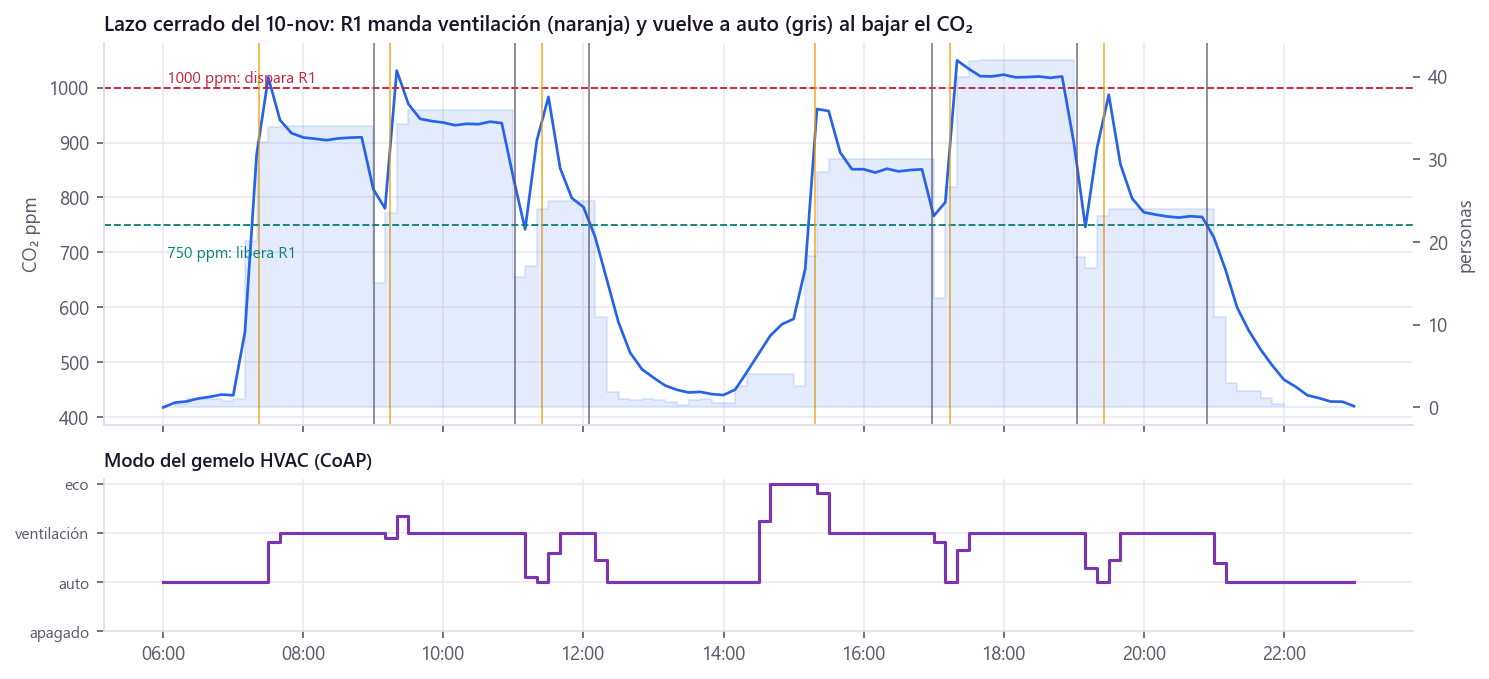 Lazo cerrado del 10-nov: R1 manda ventilación (naranja) y vuelve a auto (gris) al bajar el CO₂
CO₂ ppm
1000
900
800
700
600
500
400
1000 ppm: dispara R1
750 ppm: libera R1
40
30
20
10
0
personas
Modo del gemelo HVAC (CoAP)
eco
ventilación
auto
apagado
06:00 08:00 10:00 12:00 14:00 16:00 18:00 20:00 22:00